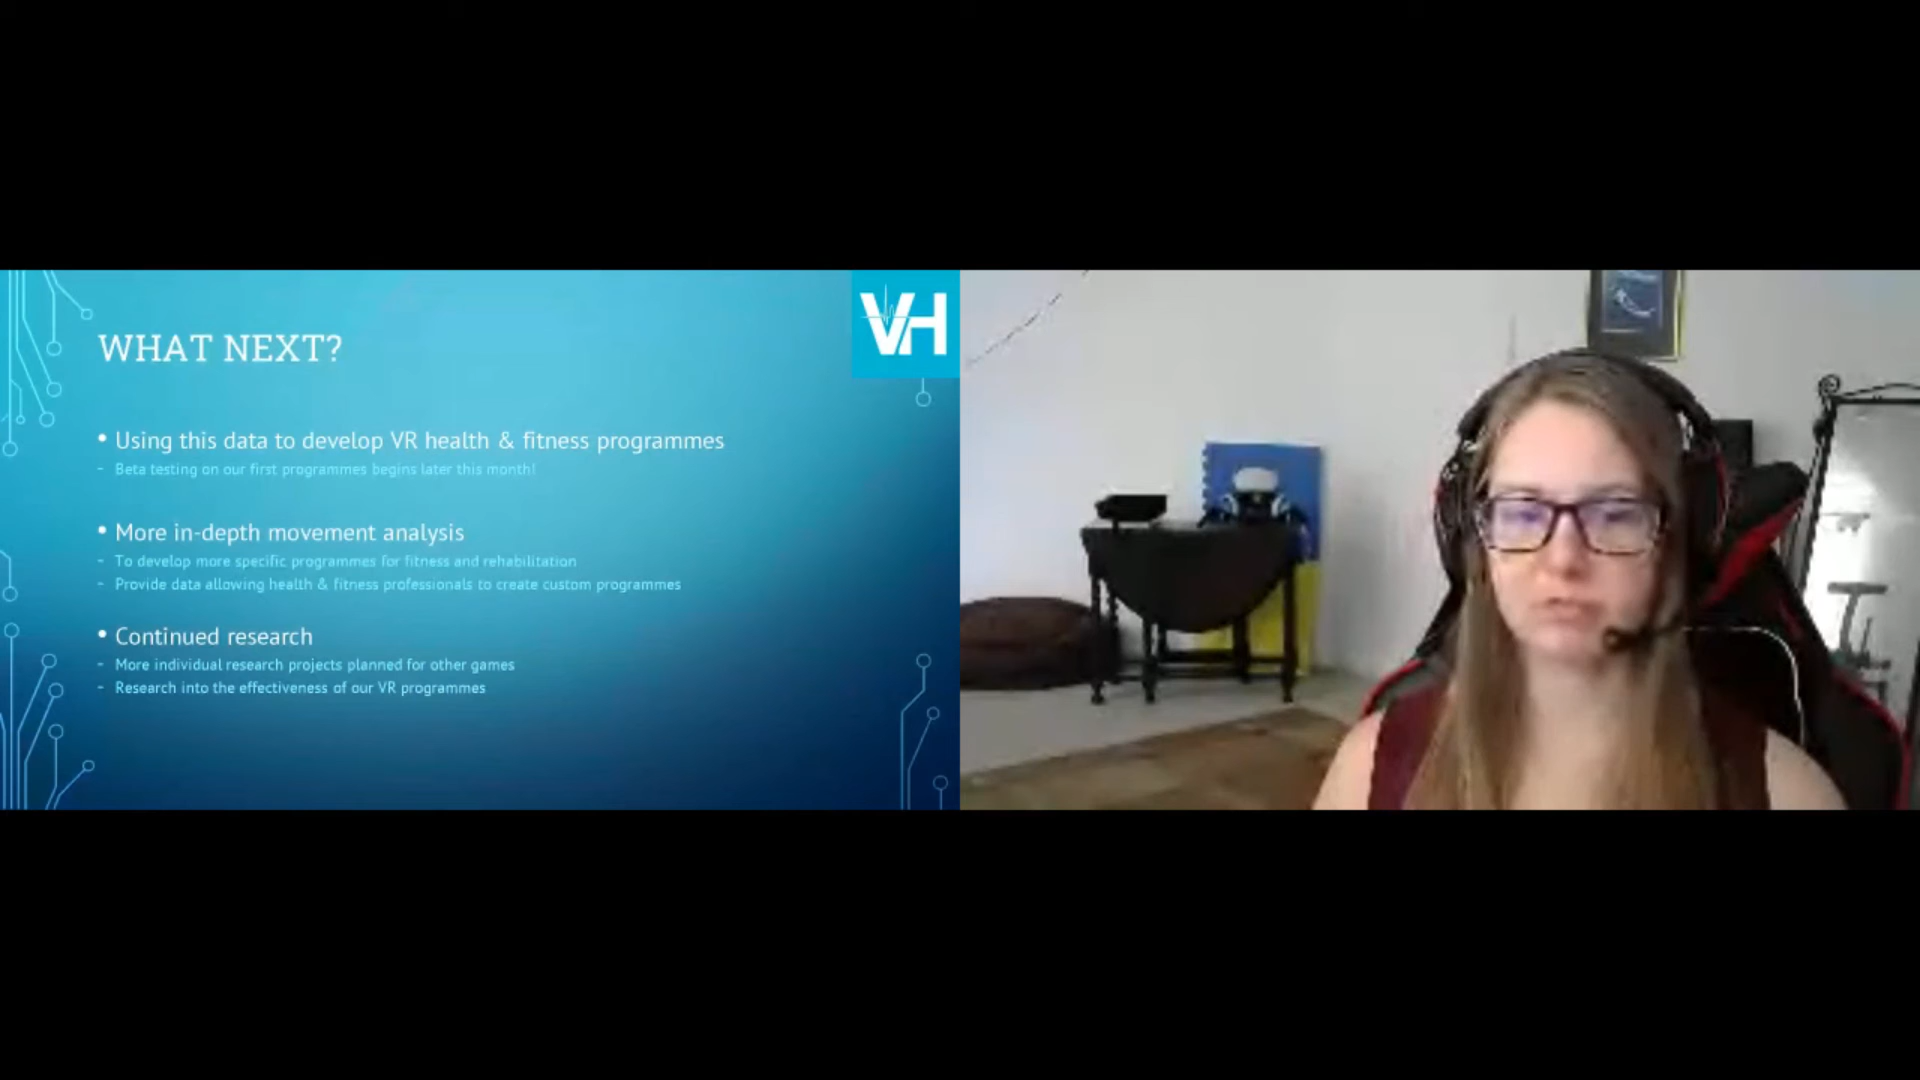 VH
WHAT NEXT?
• Using this data to develop VR health & fitness programmes
- Beta testing on our first programmes begins later this month!
• More in-depth movement analysis
- To develop more specific programmes for fitness and rehabilitation
- Provide data allowing health & fitness professionals to create custom programmes
• Continued research
- More individual research projects planned for other games
- Research into the effectiveness of our VR programmes